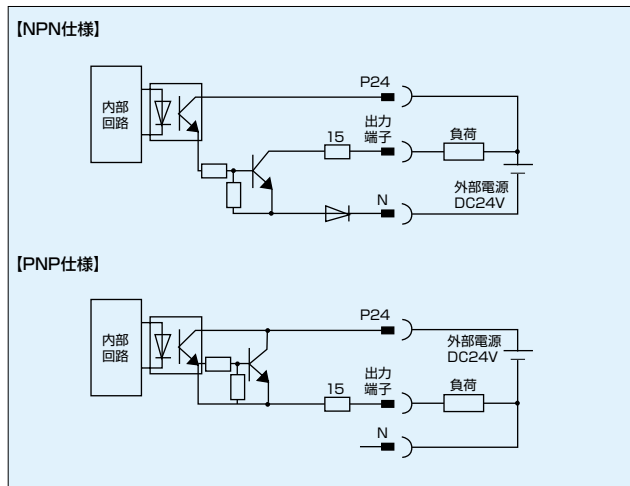 【NPN仕様】
内部
回路
P24
出力
端子
15
負荷
外部電源
DC24V
N
【PNP仕様】
内部
回路
P24
外部電源
DC24V
出力
端子
15
負荷
N